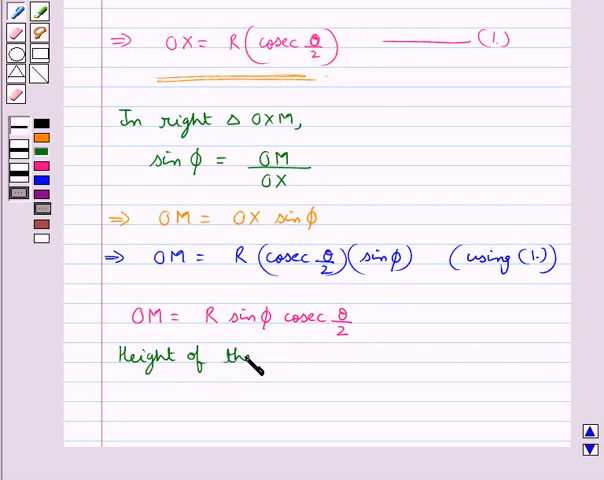 ⇒ OX = R(cosec θ/2) ——— (1.)
In right △ OXM,
sin ϕ = OM/OX
⇒ OM = OX sin ϕ
⇒ OM = R(cosec θ/2)(sin ϕ) (using (1.))
OM = R sin ϕ cosec θ/2
Height of the